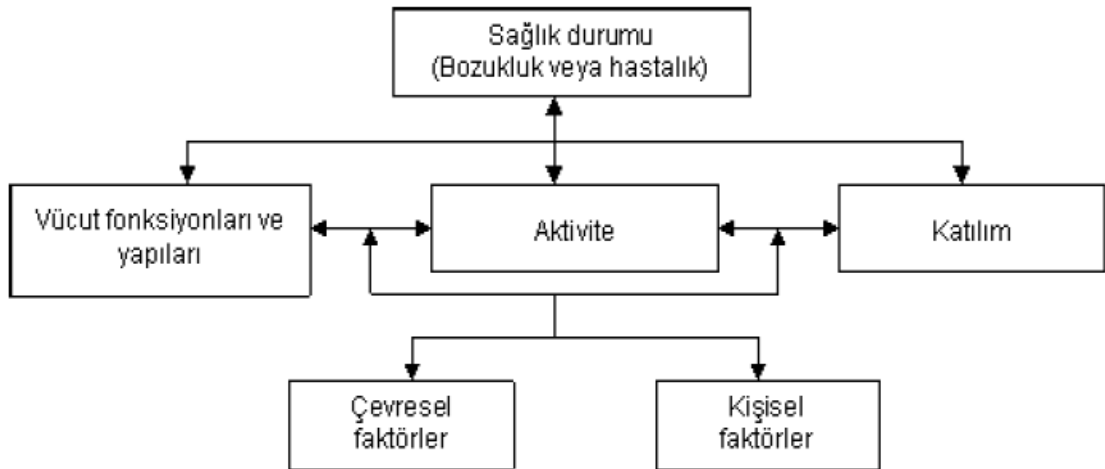 Sağlık durumu
(Bozukluk veya hastalık)
Vücut fonksiyonları ve
yapıları
Aktivite
Katılım
Çevresel
faktörler
Kişisel
faktörler